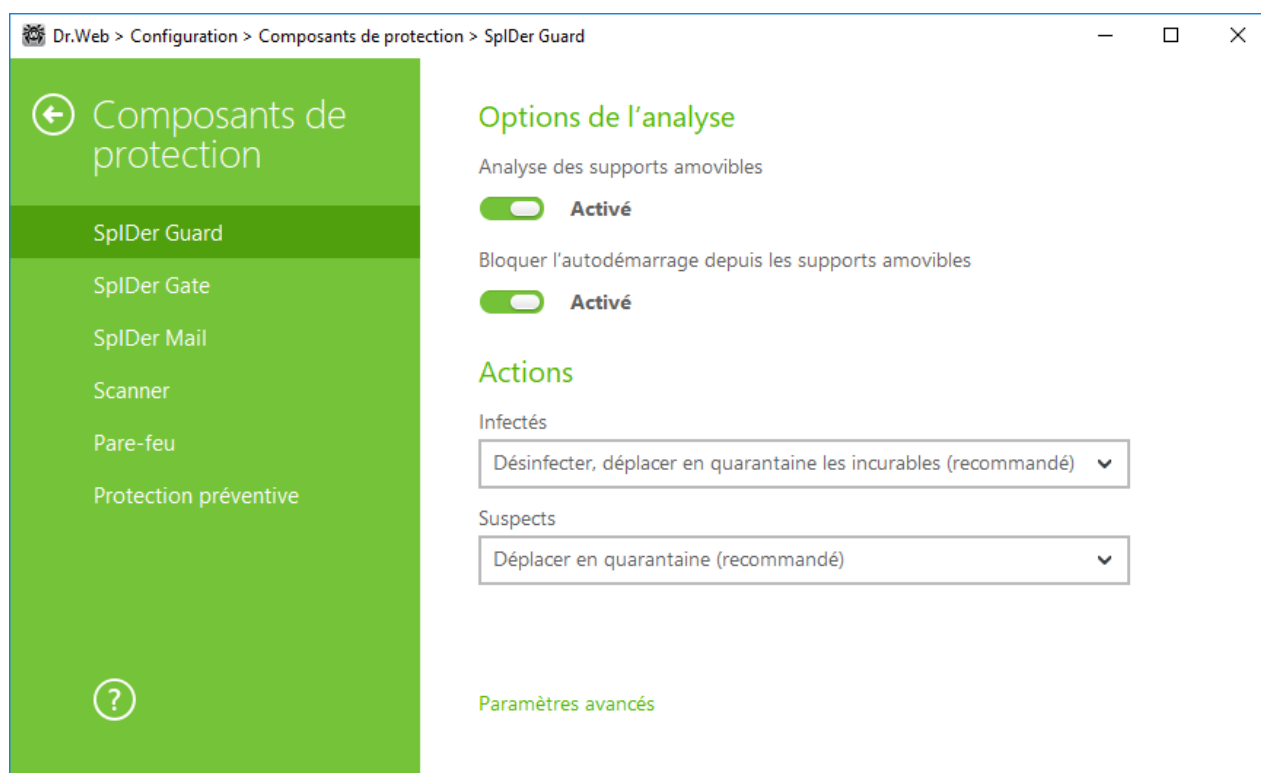 Dr.Web > Configuration > Composants de protection > SpIDer Guard
Composants de
protection
SpIDer Guard
SpIDer Gate
SpIDer Mail
Scanner
Pare-feu
Protection préventive
?
Options de l'analyse
Analyse des supports amovibles
Activé
Bloquer l'autodémarrage depuis les supports amovibles
Activé
Actions
Infectés
Désinfecter, déplacer en quarantaine les incurables (recommandé)
Suspects
Déplacer en quarantaine (recommandé)
Paramètres avancés